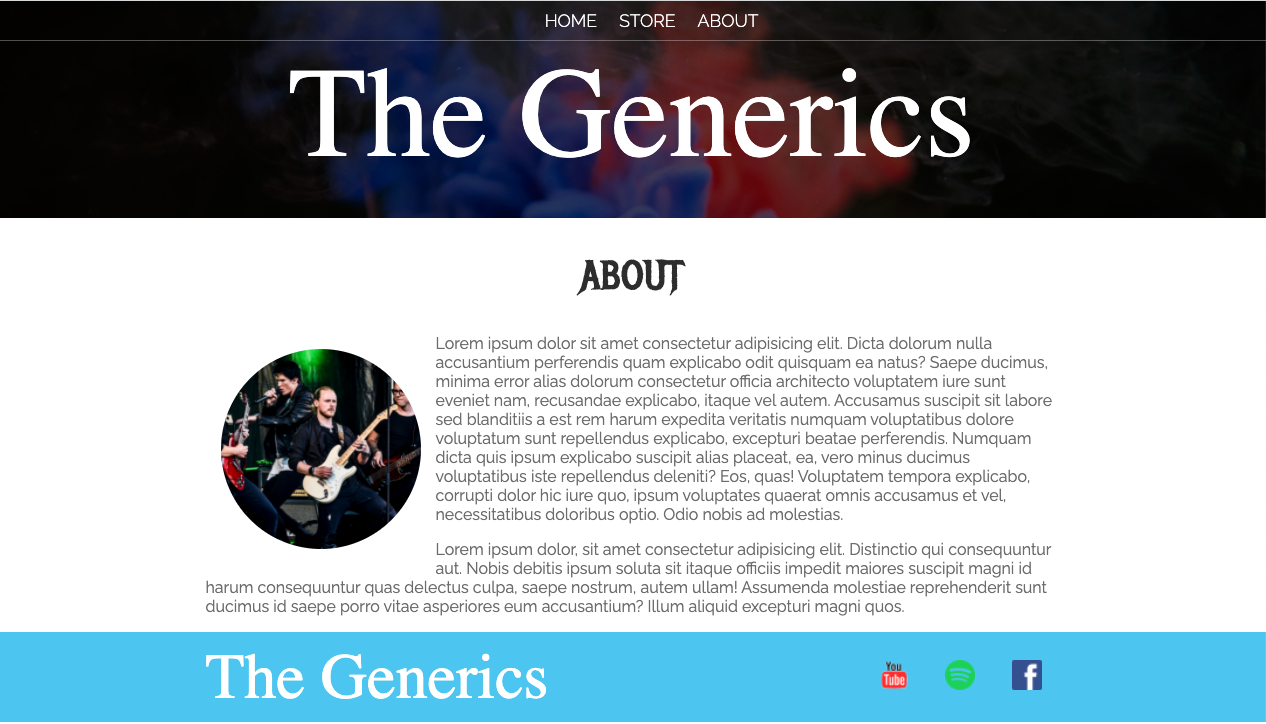 HOME STORE ABOUT
The Generics
ABOUT
Lorem ipsum dolor sit amet consectetur adipisicing elit. Dicta dolorum nulla
accusantium perferendis quam explicabo odit quisquam ea natus? Saepe ducimus,
minima error alias dolorum consectetur officia architecto voluptatem iure sunt
eveniet nam, recusandae explicabo, itaque vel autem. Accusamus suscipit sit labore
sed blanditiis a est rem harum expedita veritatis numquam voluptatibus dolore
voluptatum sunt repellendus explicabo, excepturi beatae perferendis. Numquam
dicta quis ipsum explicabo suscipit alias placeat, ea, vero minus ducimus
voluptatibus iste repellendus deleniti? Eos, quas! Voluptatem tempora explicabo,
corrupti dolor hic iure quo, ipsum voluptates quaerat omnis accusamus et vel,
necessitatibus doloribus optio. Odio nobis ad molestias.
Lorem ipsum dolor, sit amet consectetur adipisicing elit. Distinctio qui consequuntur
aut. Nobis debitis ipsum soluta sit itaque officiis impedit maiores suscipit magni id
harum consequuntur quas delectus culpa, saepe nostrum, autem ullam! Assumenda molestiae reprehenderit sunt
ducimus id saepe porro vitae asperiores eum accusantium? Illum aliquid excepturi magni quos.
The Generics
You
Tube
f